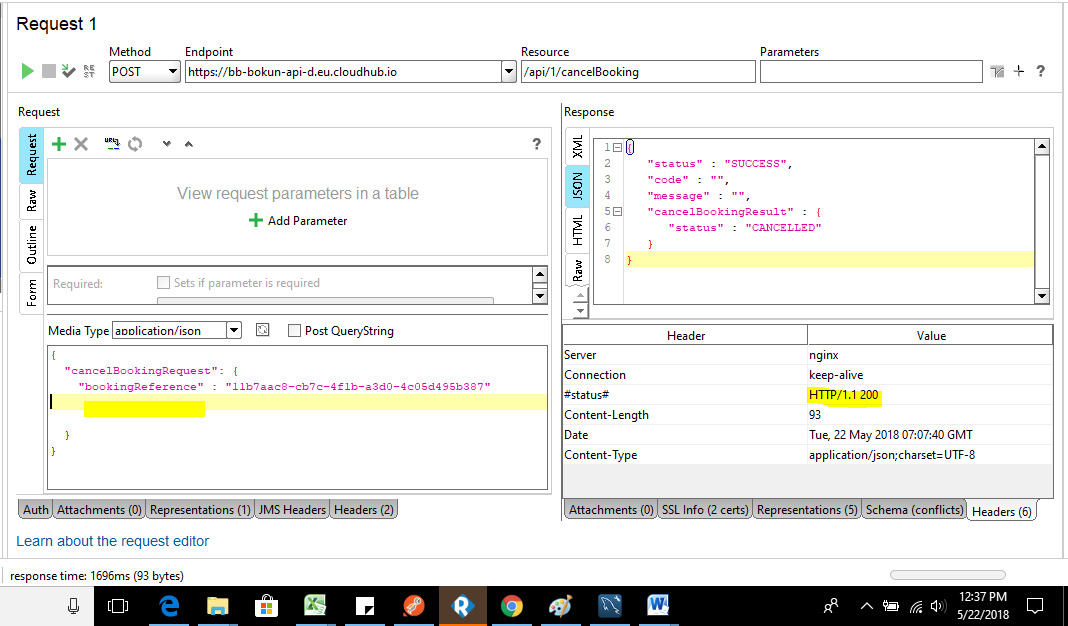 Request 1
Method Endpoint Resource Parameters
RE ST POST https://bb-bokun-api-d.eu.cloudhub.io /api/1/cancelBooking + ?
Request
Response
Request
Raw
Outline
Form
?
View request parameters in a table
Add Parameter
Required: Sets if parameter is required
Media Type application/json Post QueryString
{
"cancelBookingRequest": {
"bookingReference" : "11b7aac8-cb7c-4f1b-a3d0-4c05d495b387"
}
}
Auth Attachments (0) Representations (1) JMS Headers Headers (2)
XML
JSON
HTML
Raw
1 {
2 "status" : "SUCCESS",
3 "code" : "",
4 "message" : "",
5 "cancelBookingResult" : {
6 "status" : "CANCELLED"
7 }
8 }
Header Value
Server nginx
Connection keep-alive
#status# HTTP/1.1 200
Content-Length 93
Date Tue, 22 May 2018 07:07:40 GMT
Content-Type application/json;charset=UTF-8
Attachments (0) SSL Info (2 certs) Representations (5) Schema (conflicts) Headers (6)
Learn about the request editor
response time: 1696ms (93 bytes)
12:37 PM
5/22/2018